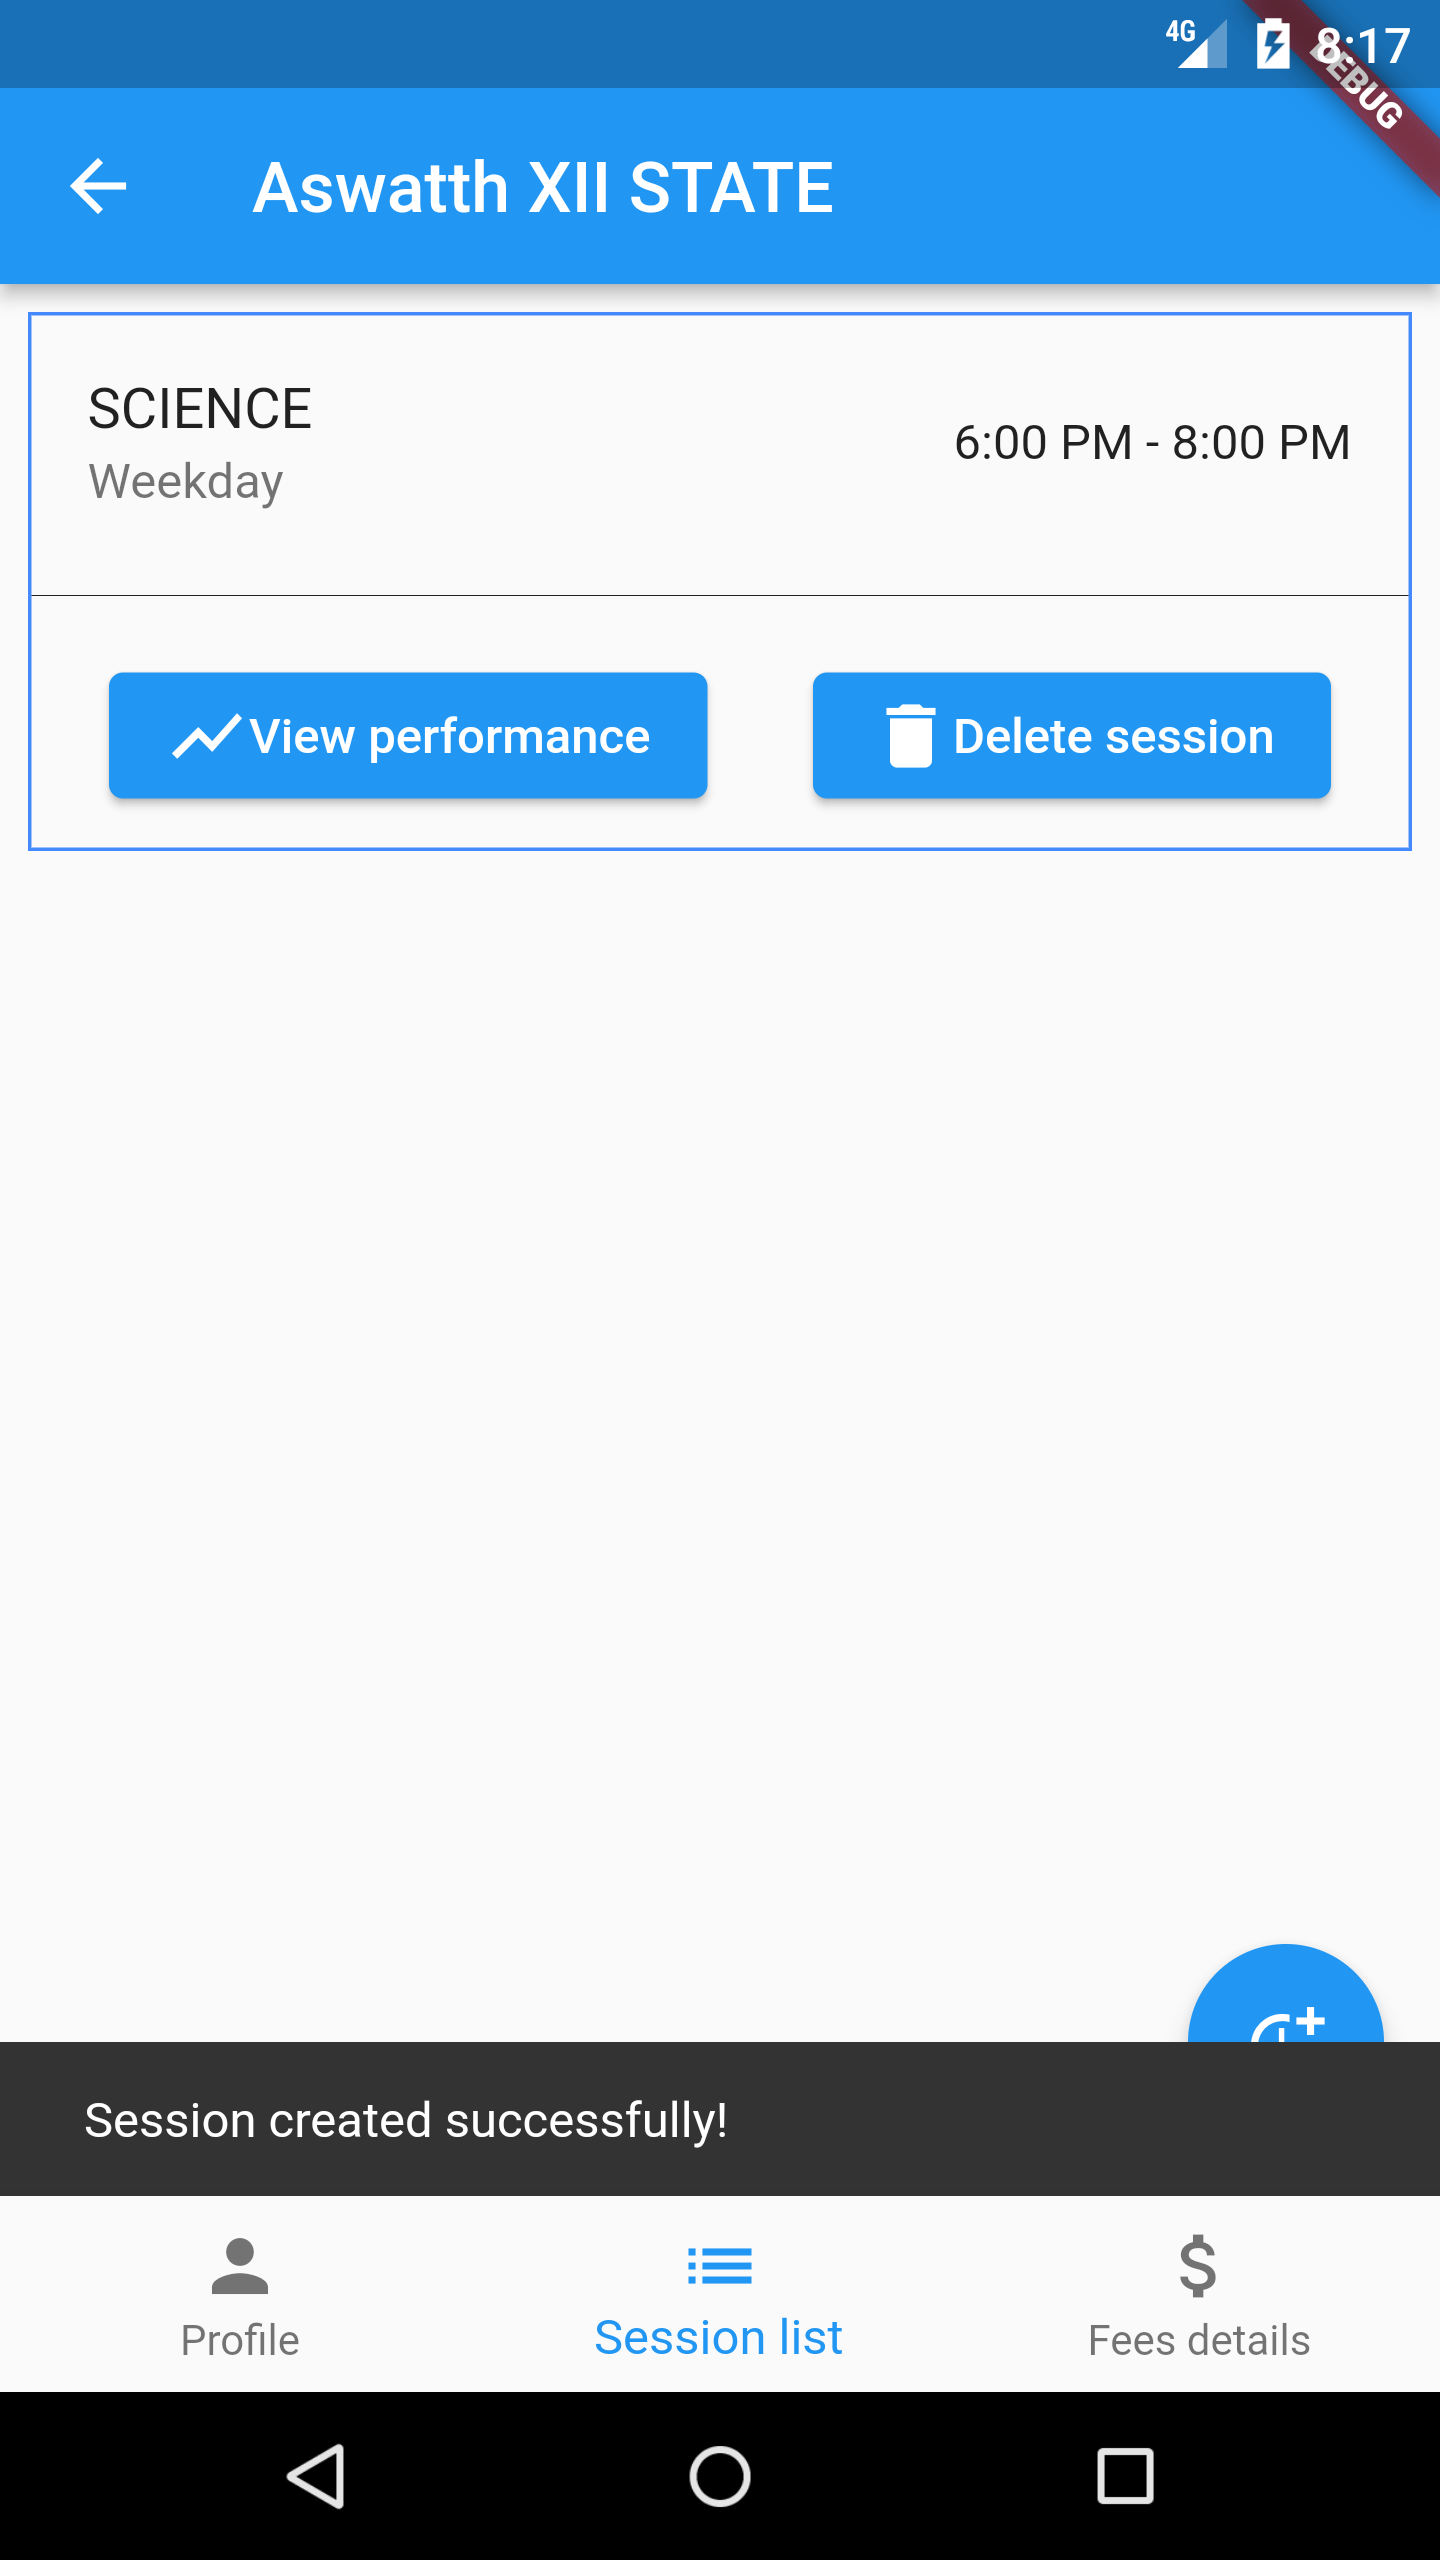 4G
8:17
DEBUG
Aswatth XII STATE
SCIENCE
Weekday
6:00 PM - 8:00 PM
View performance
Delete session
Session created successfully!
Profile
Session list
Fees details